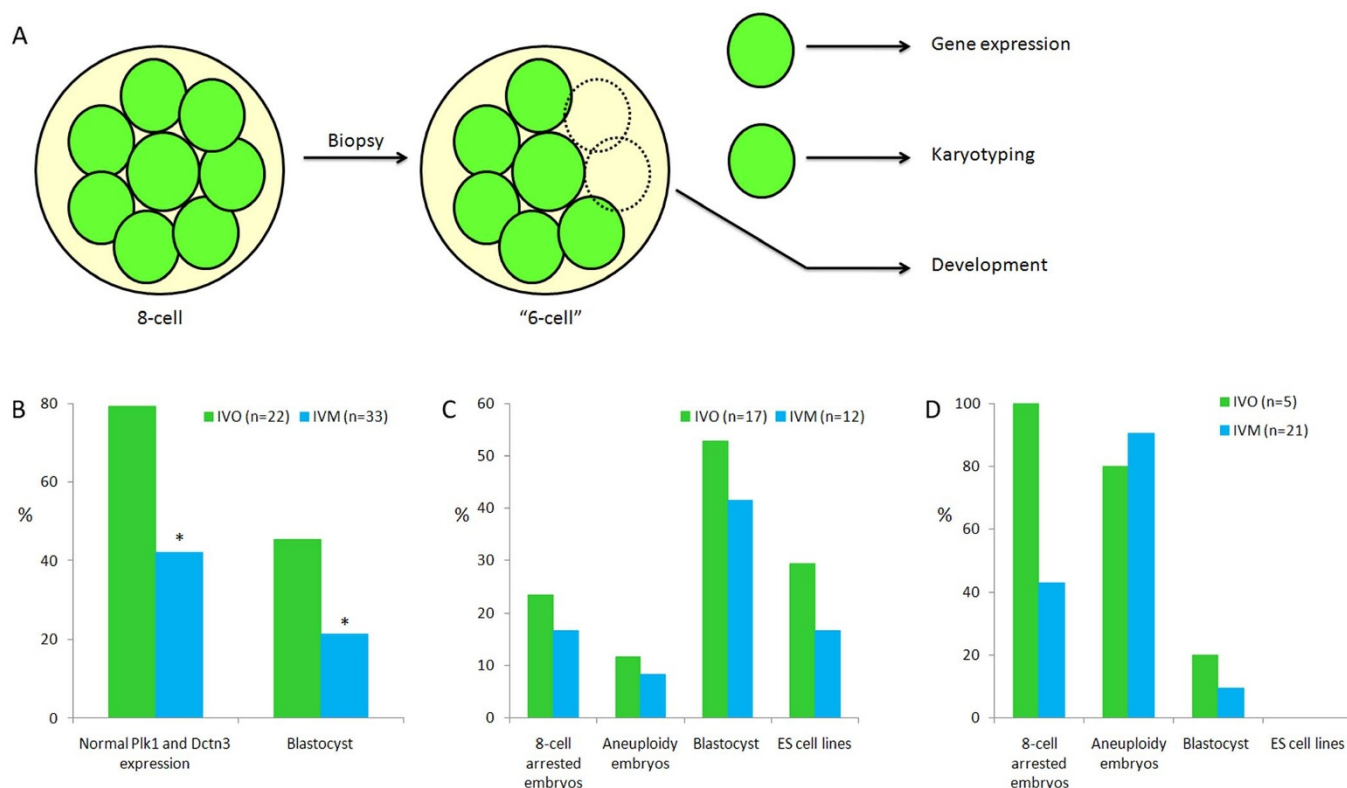 A
Gene expression
Biopsy
Karyotyping
Development
8-cell
“6-cell”
B
80
60
%
40
20
0
IVO (n=22) IVM (n=33)
*
*
Normal Plk1 and Dctn3
expression
Blastocyst
C
60
50
40
%
30
20
10
0
IVO (n=17) IVM (n=12)
8-cell
arrested
embryos
Aneuploidy
embryos
Blastocyst
ES cell lines
D
100
80
60
%
40
20
0
IVO (n=5)
IVM (n=21)
8-cell
arrested
embryos
Aneuploidy
embryos
Blastocyst
ES cell lines